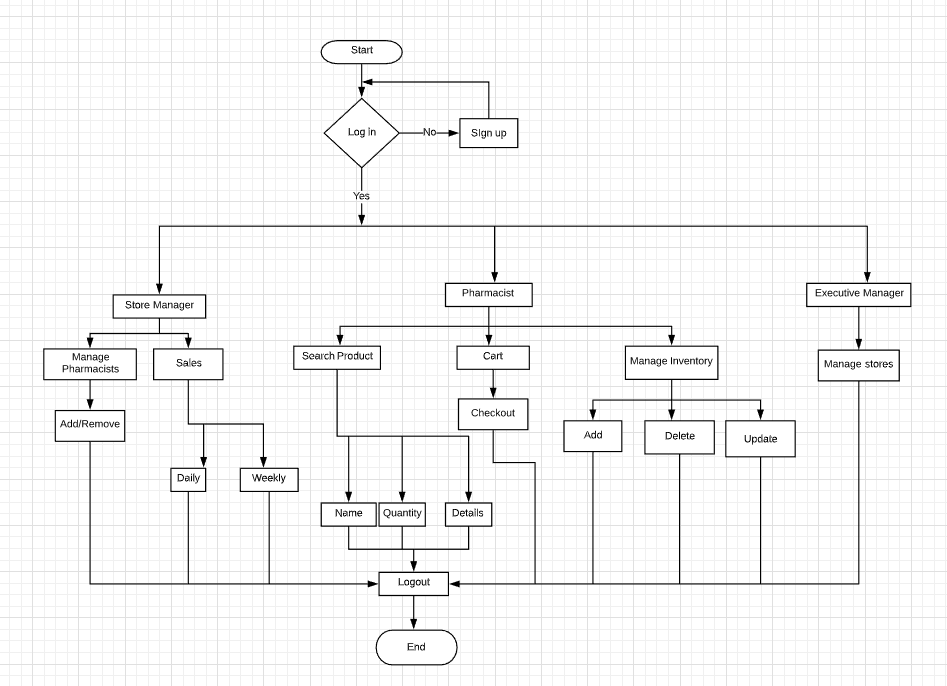 Start
Log in
No
Sign up
Yes
Store Manager
Pharmacist
Executive Manager
Manage
Pharmacists
Sales
Search Product
Cart
Manage Inventory
Manage stores
Add/Remove
Checkout
Add
Delete
Update
Daily
Weekly
Name
Quantity
Details
Logout
End